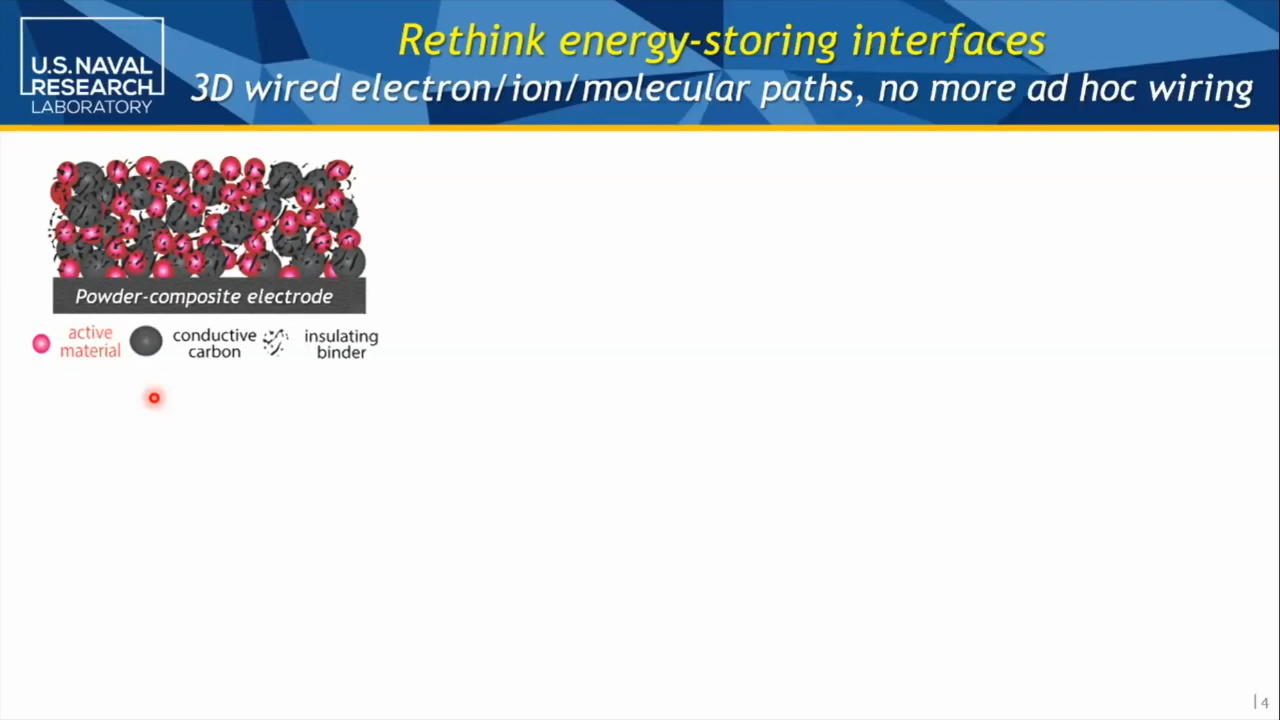 U.S. NAVAL
RESEARCH
LABORATORY
Rethink energy-storing interfaces
3D wired electron/ion/molecular paths, no more ad hoc wiring
Powder-composite electrode
active
material
conductive
carbon
insulating
binder
| 4